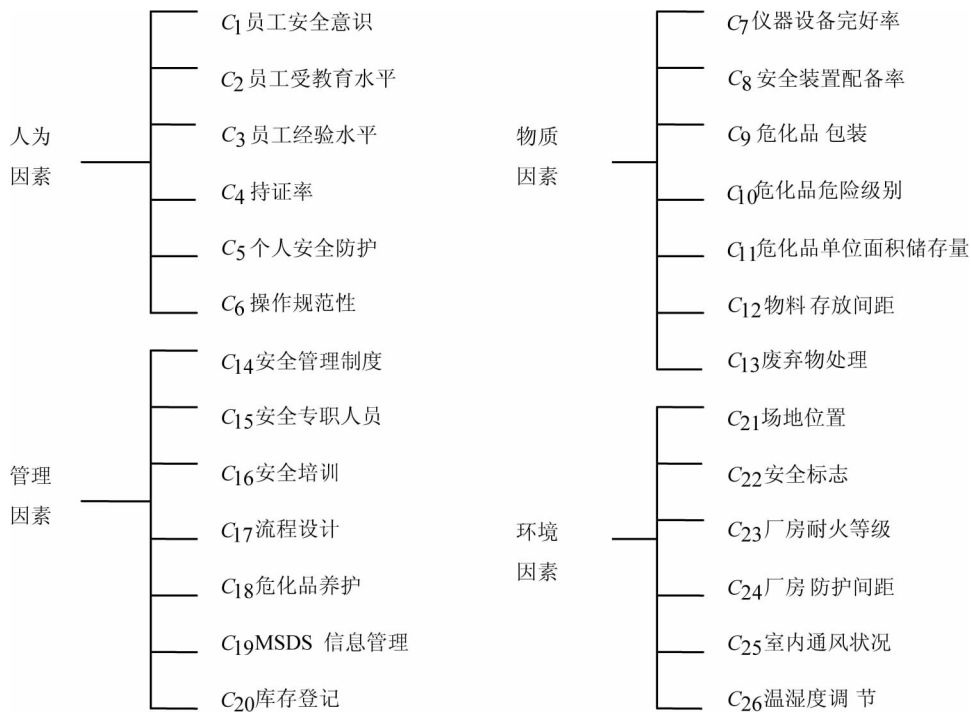 人为
因素
C1员工安全意识
C2员工受教育水平
C3员工经验水平
C4持证率
C5个人安全防护
C6操作规范性
物质
因素
C7仪器设备完好率
C8安全装置配备率
C9危化品 包装
C10危化品危险级别
C11危化品单位面积储存量
C12物料 存放间距
C13废弃物处理
管理
因素
C14安全管理制度
C15安全专职人员
C16安全培训
C17流程设计
C18危化品养护
C19MSDS 信息管理
C20库存登记
环境
因素
C21场地位置
C22安全标志
C23厂房耐火等级
C24厂房 防护间距
C25室内通风状况
C26温湿度调 节